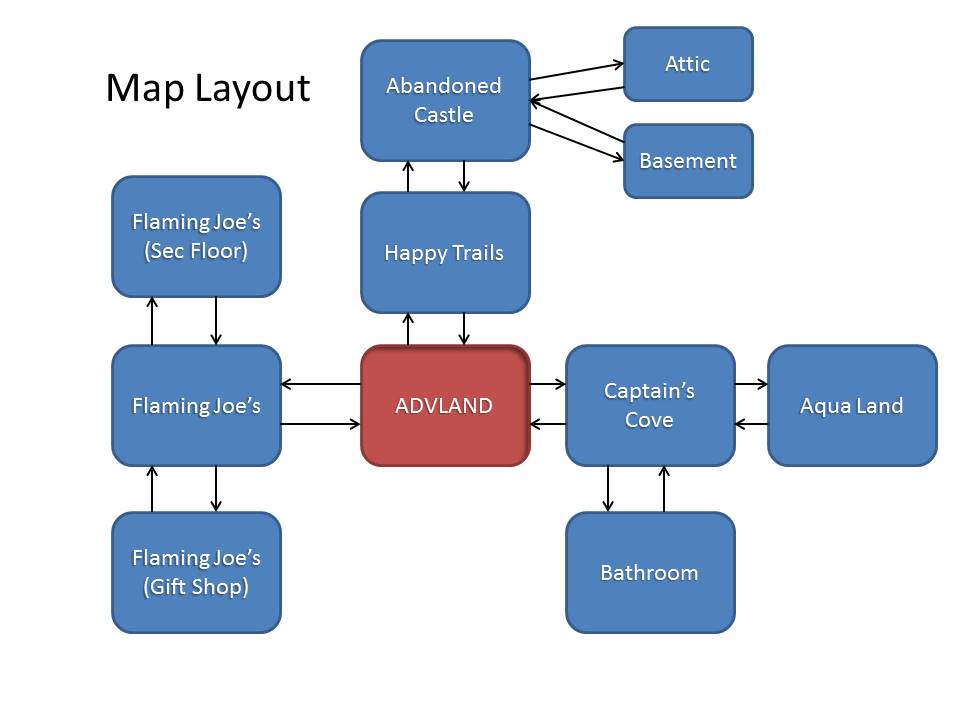 Map Layout
Abandoned
Castle
Attic
Basement
Flaming Joe's
(Sec Floor)
Happy Trails
Flaming Joe's
ADVLAND
Captain's
Cove
Aqua Land
Flaming Joe's
(Gift Shop)
Bathroom